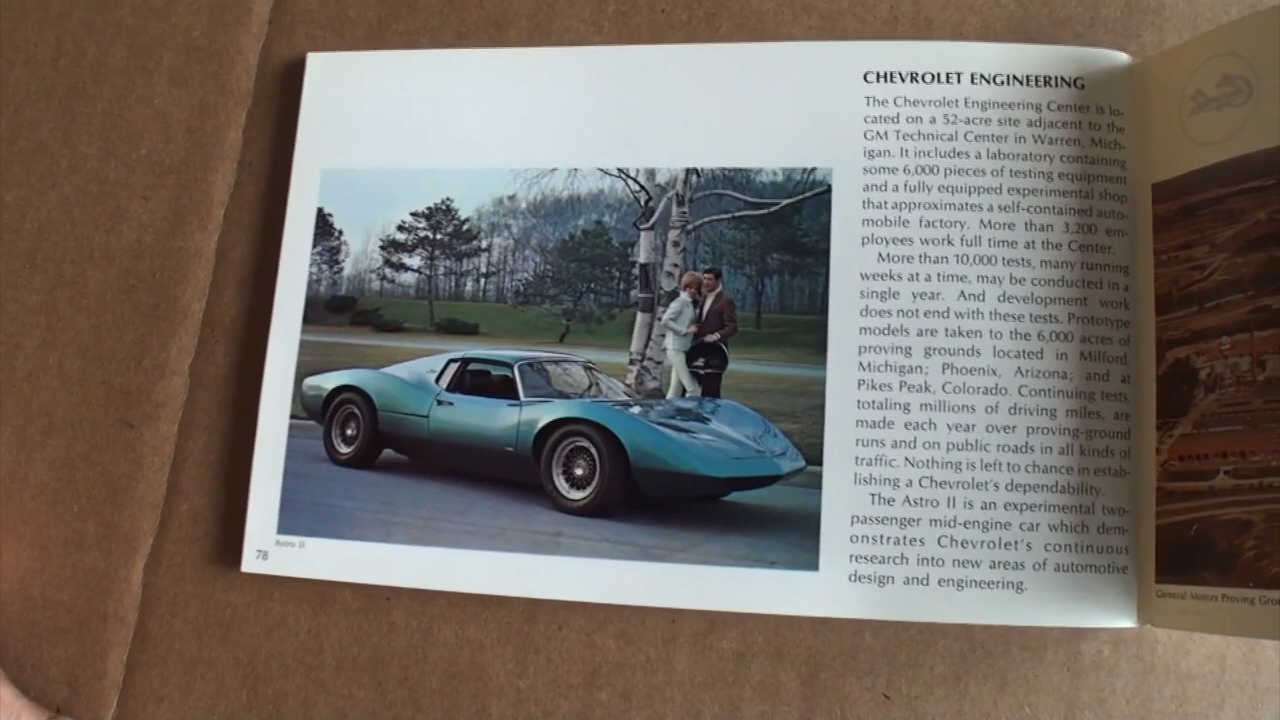 CHEVROLET ENGINEERING
The Chevrolet Engineering Center is lo-
cated on a 52-acre site adjacent to the
GM Technical Center in Warren, Mich-
igan. It includes a laboratory containing
some 6,000 pieces of testing equipment
and a fully equipped experimental shop
that approximates a self-contained auto-
mobile factory. More than 3,200 em-
ployees work full time at the Center.
More than 10,000 tests, many running
weeks at a time, may be conducted in a
single year. And development work
does not end with these tests. Prototype
models are taken to the 6,000 acres of
proving grounds located in Milford,
Michigan; Phoenix, Arizona; and at
Pikes Peak, Colorado. Continuing tests,
totaling millions of driving miles, are
made each year over proving-ground
runs and on public roads in all kinds of
traffic. Nothing is left to chance in estab-
lishing a Chevrolet's dependability.
The Astro II is an experimental two-
passenger mid-engine car which dem-
onstrates Chevrolet's continuous
research into new areas of automotive
design and engineering.
Astro II
78
General Motors Proving Gro